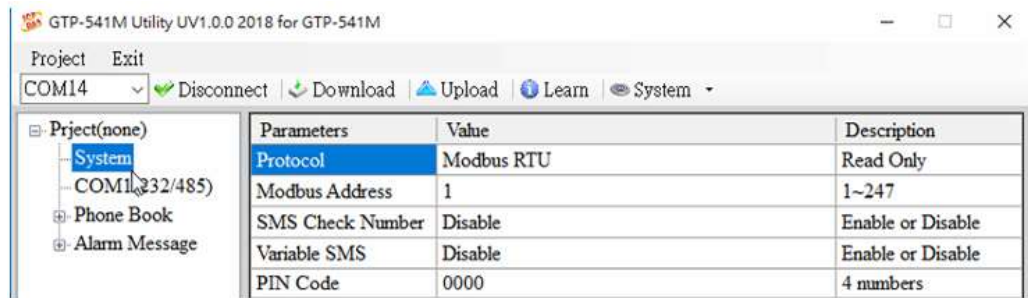 GTP-541M Utility UV1.0.0 2018 for GTP-541M
Project Exit
COM14 Disconnect Download Upload Learn System
Prject(none)
System
COM1(232/485)
Phone Book
Alarm Message
Parameters Value Description
Protocol Modbus RTU Read Only
Modbus Address 1 1~247
SMS Check Number Disable Enable or Disable
Variable SMS Disable Enable or Disable
PIN Code 0000 4 numbers